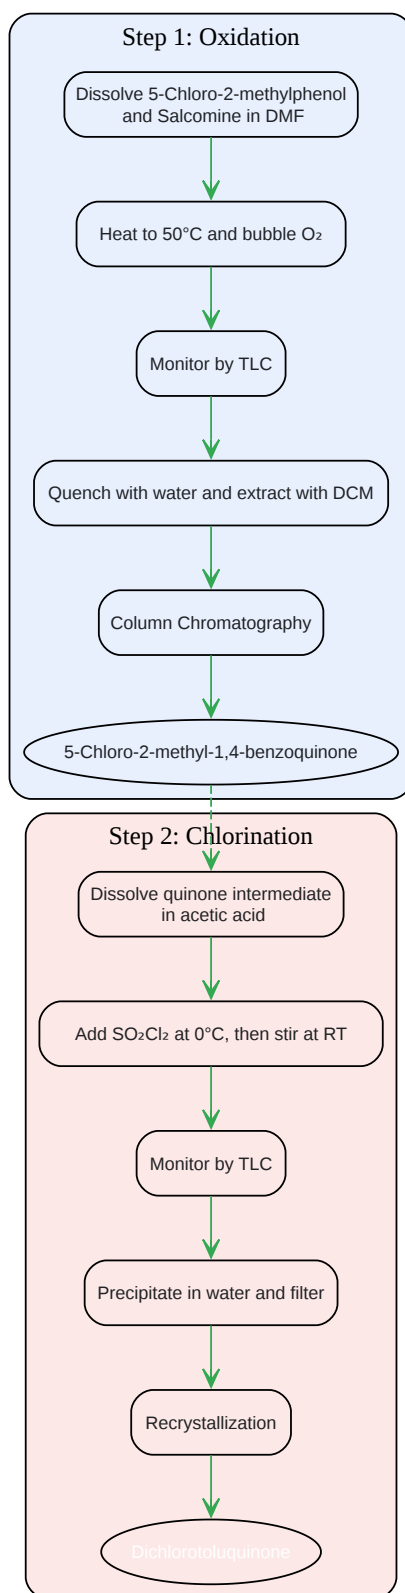 Step 1: Oxidation
Dissolve 5-Chloro-2-methylphenol
and Salcomine in DMF
Heat to 50°C and bubble O₂
Monitor by TLC
Quench with water and extract with DCM
Column Chromatography
5-Chloro-2-methyl-1,4-benzoquinone
Step 2: Chlorination
Dissolve quinone intermediate
in acetic acid
Add SO₂Cl₂ at 0°C, then stir at RT
Monitor by TLC
Precipitate in water and filter
Recrystallization
Dichlorotoluquinone